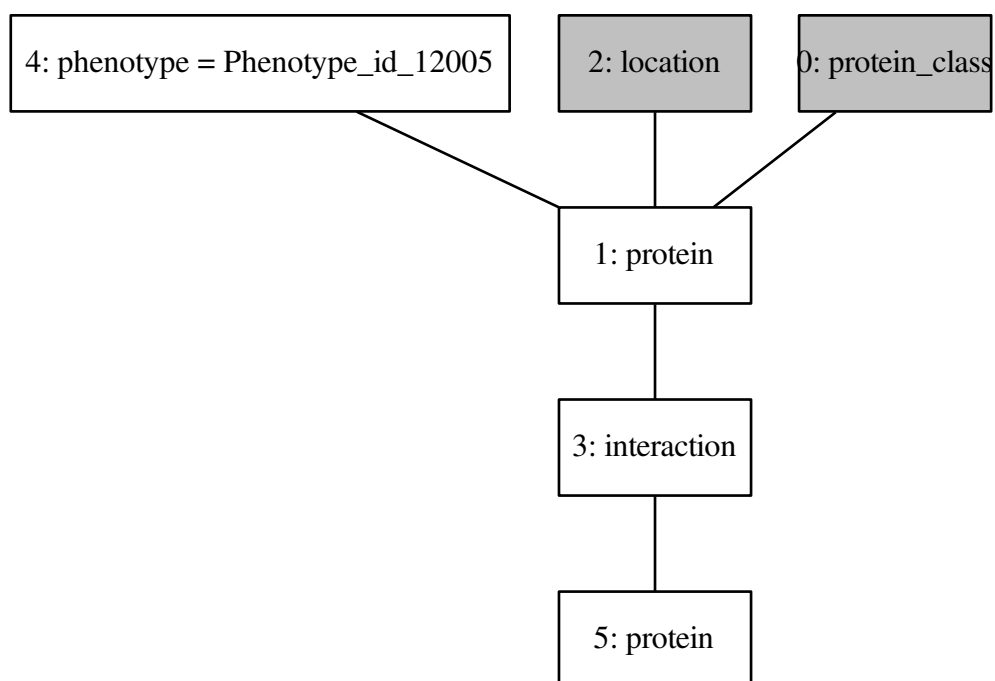 4: phenotype = Phenotype_id_12005
2: location
0: protein_class
1: protein
3: interaction
5: protein